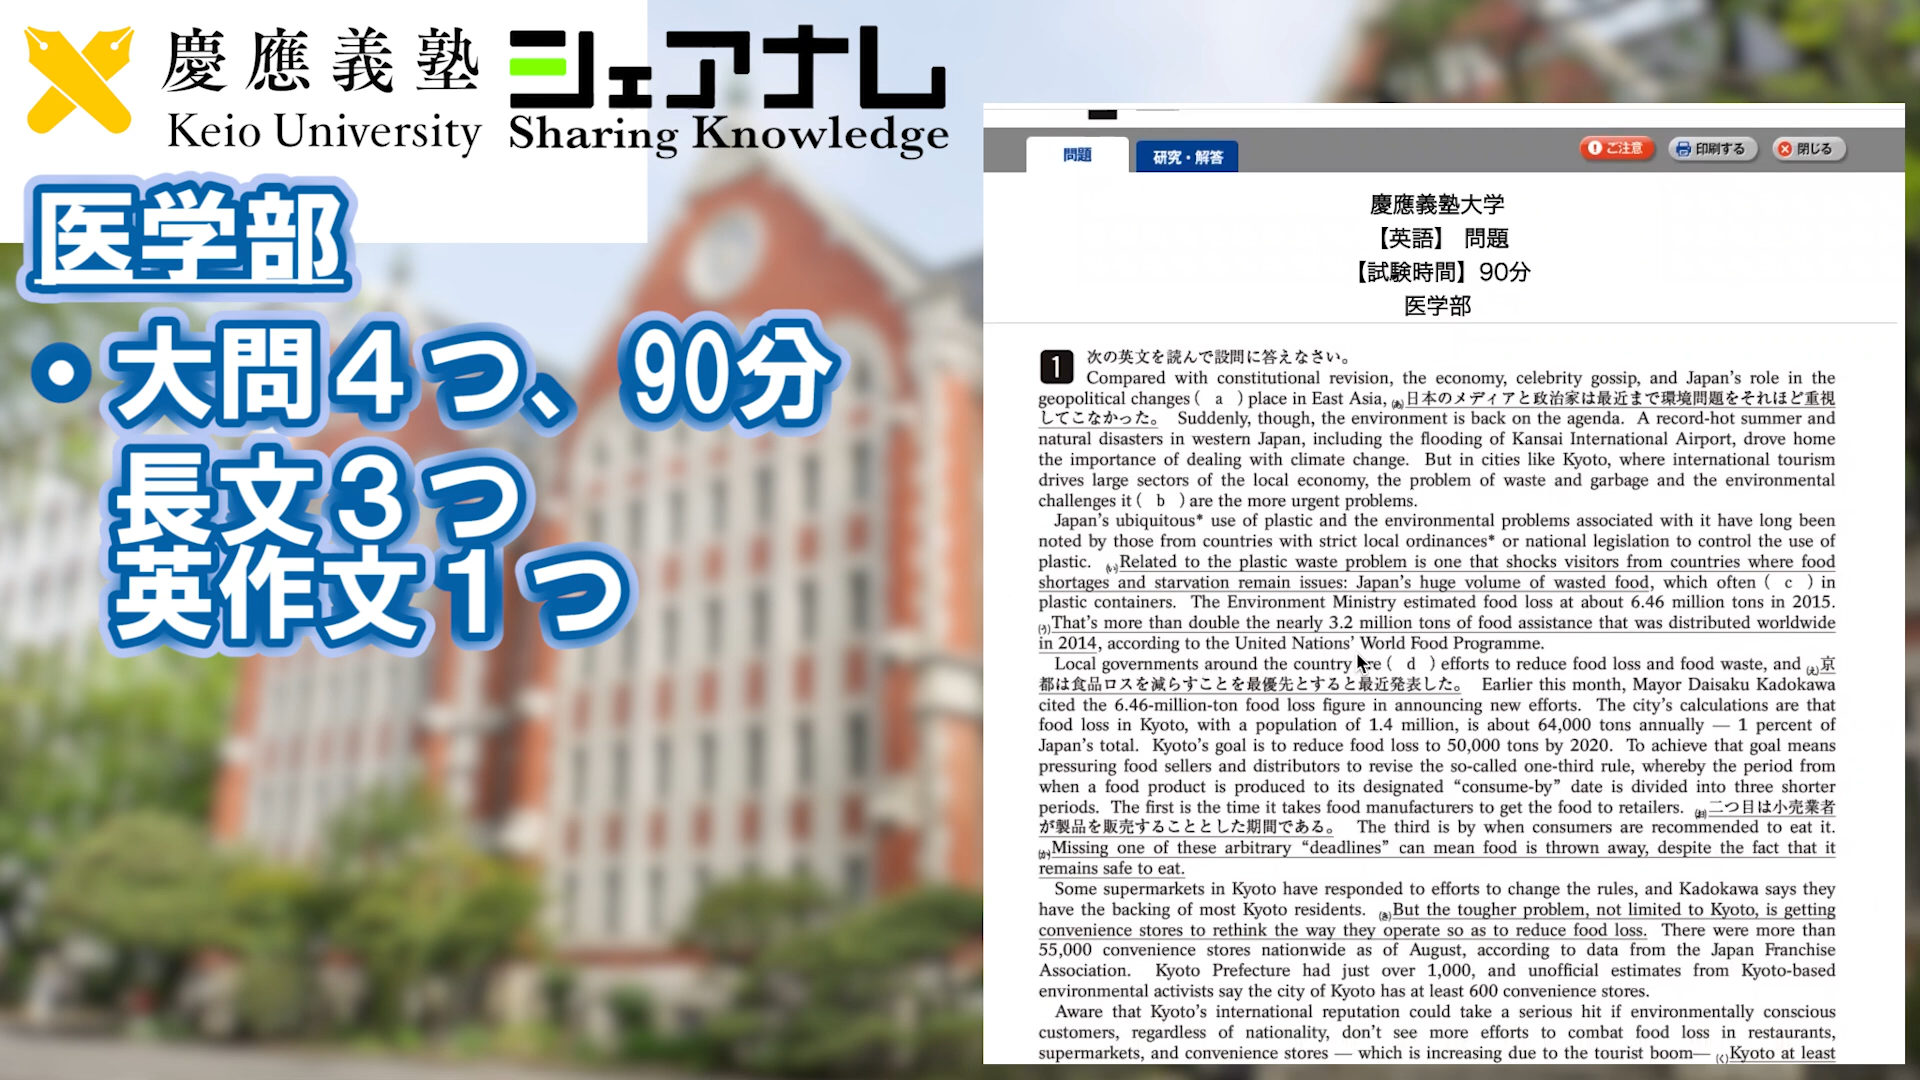 慶應義塾
Keio University
シェアナレ
Sharing Knowledge
医学部
・大問4つ、90分
長文3つ
英作文1つ
問題
研究・解答
ご注意
印刷する
閉じる
慶應義塾大学
【英語】 問題
【試験時間】90分
医学部
1 次の英文を読んで設問に答えなさい。
Compared with constitutional revision, the economy, celebrity gossip, and Japan's role in the
geopolitical changes ( a ) place in East Asia, (あ)日本のメディアと政治家は最近まで環境問題をそれほど重視
してこなかった。 Suddenly, though, the environment is back on the agenda. A record-hot summer and
natural disasters in western Japan, including the flooding of Kansai International Airport, drove home
the importance of dealing with climate change. But in cities like Kyoto, where international tourism
drives large sectors of the local economy, the problem of waste and garbage and the environmental
challenges it ( b ) are the more urgent problems.
Japan's ubiquitous* use of plastic and the environmental problems associated with it have long been
noted by those from countries with strict local ordinances* or national legislation to control the use of
plastic. (い)Related to the plastic waste problem is one that shocks visitors from countries where food
shortages and starvation remain issues: Japan's huge volume of wasted food, which often ( c ) in
plastic containers. The Environment Ministry estimated food loss at about 6.46 million tons in 2015.
(う)That's more than double the nearly 3.2 million tons of food assistance that was distributed worldwide
in 2014, according to the United Nations' World Food Programme.
Local governments around the country are ( d ) efforts to reduce food loss and food waste, and (え)京
都は食品ロスを減らすことを最優先とすると最近発表した。 Earlier this month, Mayor Daisaku Kadokawa
cited the 6.46-million-ton food loss figure in announcing new efforts. The city's calculations are that
food loss in Kyoto, with a population of 1.4 million, is about 64,000 tons annually — 1 percent of
Japan's total. Kyoto's goal is to reduce food loss to 50,000 tons by 2020. To achieve that goal means
pressuring food sellers and distributors to revise the so-called one-third rule, whereby the period from
when a food product is produced to its designated “consume-by” date is divided into three shorter
periods. The first is the time it takes food manufacturers to get the food to retailers. (お)二つ目は小売業者
が製品を販売することとした期間である。 The third is by when consumers are recommended to eat it.
(か)Missing one of these arbitrary “deadlines” can mean food is thrown away, despite the fact that it
remains safe to eat.
Some supermarkets in Kyoto have responded to efforts to change the rules, and Kadokawa says they
have the backing of most Kyoto residents. (き)But the tougher problem, not limited to Kyoto, is getting
convenience stores to rethink the way they operate so as to reduce food loss. There were more than
55,000 convenience stores nationwide as of August, according to data from the Japan Franchise
Association. Kyoto Prefecture had just over 1,000, and unofficial estimates from Kyoto-based
environmental activists say the city of Kyoto has at least 600 convenience stores.
Aware that Kyoto's international reputation could take a serious hit if environmentally conscious
customers, regardless of nationality, don't see more efforts to combat food loss in restaurants,
supermarkets, and convenience stores — which is increasing due to the tourist boom— (く)Kyoto at least